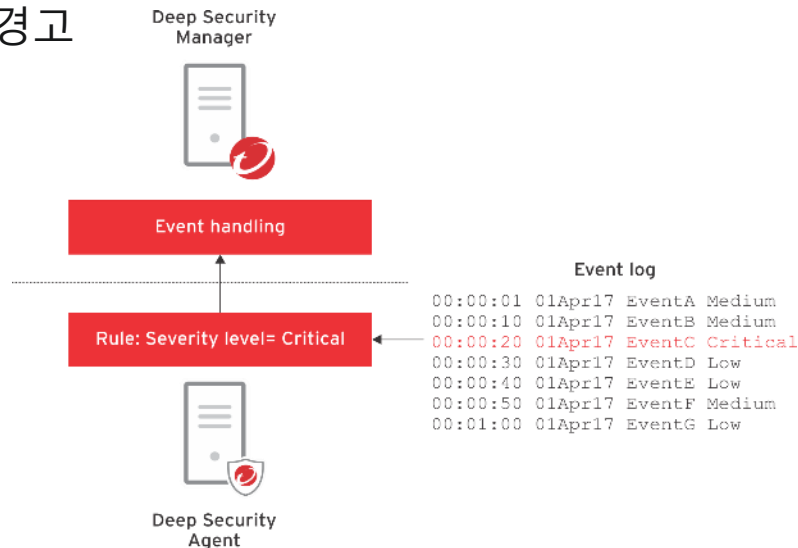 경고
Deep Security
Manager
Event handling
Event log
00:00:01 01Apr17 EventA Medium
00:00:10 01Apr17 EventB Medium
Rule: Severity level= Critical
00:00:20 01Apr17 EventC Critical
00:00:30 01Apr17 EventD Low
00:00:40 01Apr17 EventE Low
00:00:50 01Apr17 EventF Medium
00:01:00 01Apr17 EventG Low
Deep Security
Agent